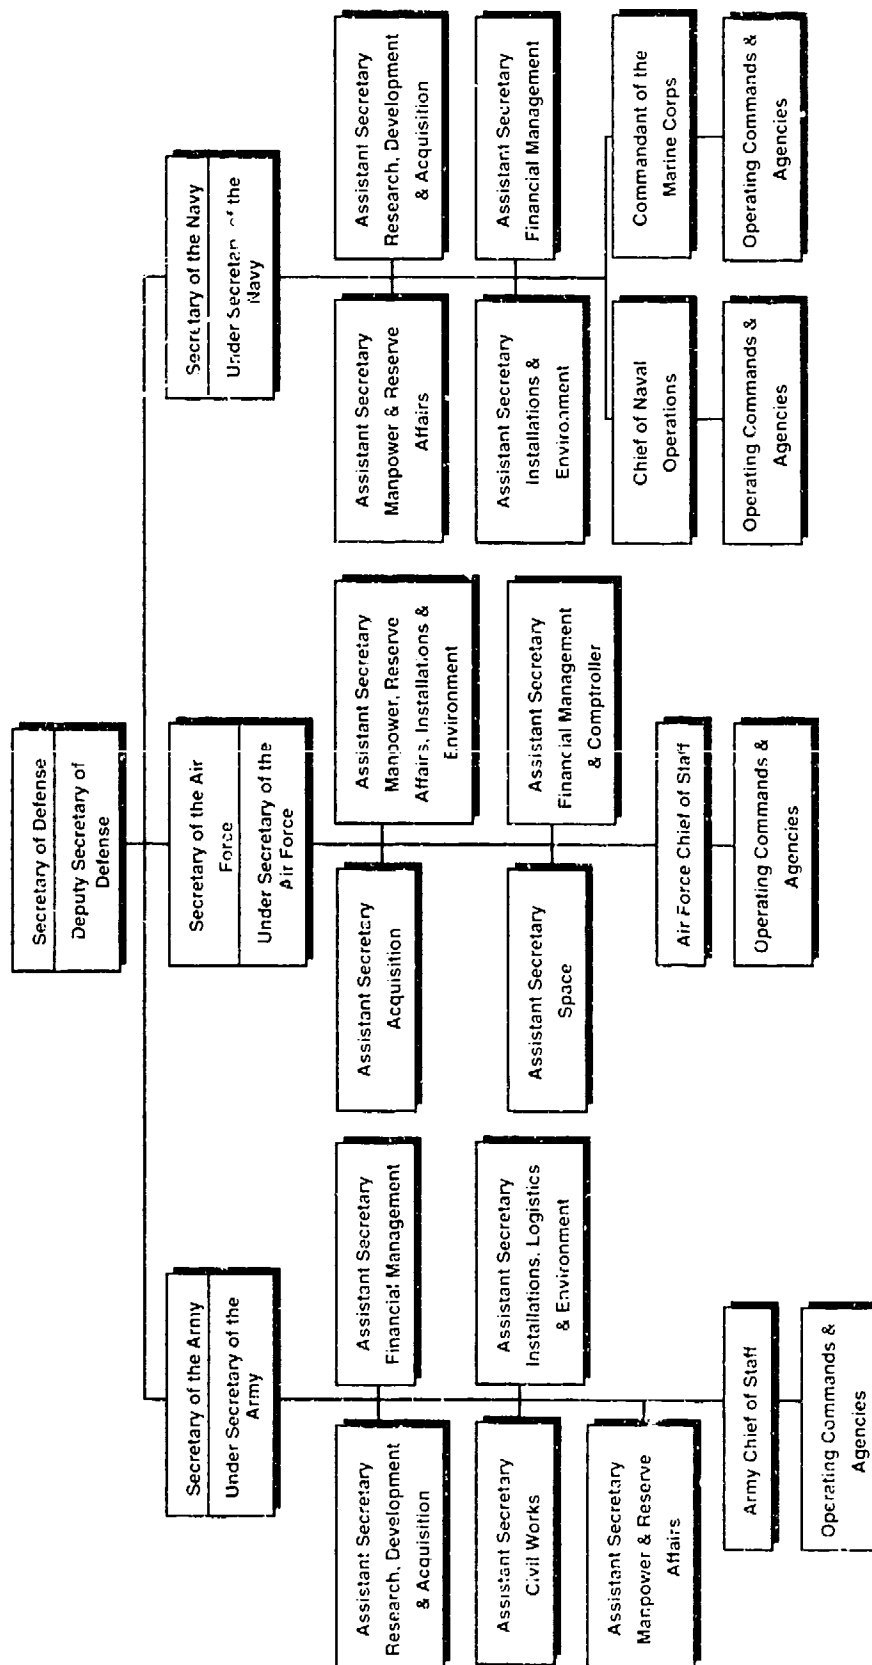 Secretary of Defense
Deputy Secretary of
Defense
Secretary of the Army
Under Secretary of the
Army
Assistant Secretary
Research, Development
& Acquisition
Assistant Secretary
Financial Management
Assistant Secretary
Civil Works
Assistant Secretary
Installations, Logistics
& Environment
Assistant Secretary
Manpower & Reserve
Affairs
Army Chief of Staff
Operating Commands &
Agencies
Secretary of the Air
Force
Under Secretary of the
Air Force
Assistant Secretary
Acquisition
Assistant Secretary
Manpower, Reserve
Affairs, Installations &
Environment
Assistant Secretary
Space
Assistant Secretary
Financial Management
& Comptroller
Air Force Chief of Staff
Operating Commands &
Agencies
Secretary of the Navy
Under Secretary of the
Navy
Assistant Secretary
Manpower & Reserve
Affairs
Assistant Secretary
Research, Development
& Acquisition
Assistant Secretary
Installations &
Environment
Assistant Secretary
Financial Management
Chief of Naval
Operations
Operating Commands &
Agencies
Commandant of the
Marine Corps
Operating Commands &
Agencies